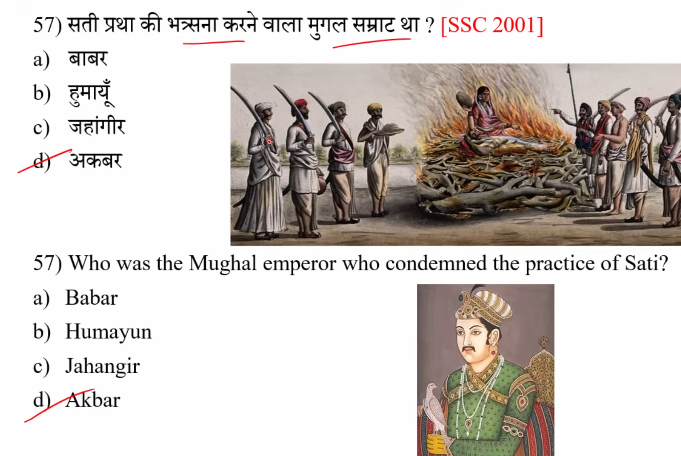 57) सती प्रथा की भर्त्सना करने वाला मुगल सम्राट था ? [SSC 2001]
a) बाबर
b) हुमायूँ
c) जहांगीर
d) अकबर
57) Who was the Mughal emperor who condemned the practice of Sati?
a) Babar
b) Humayun
c) Jahangir
d) Akbar